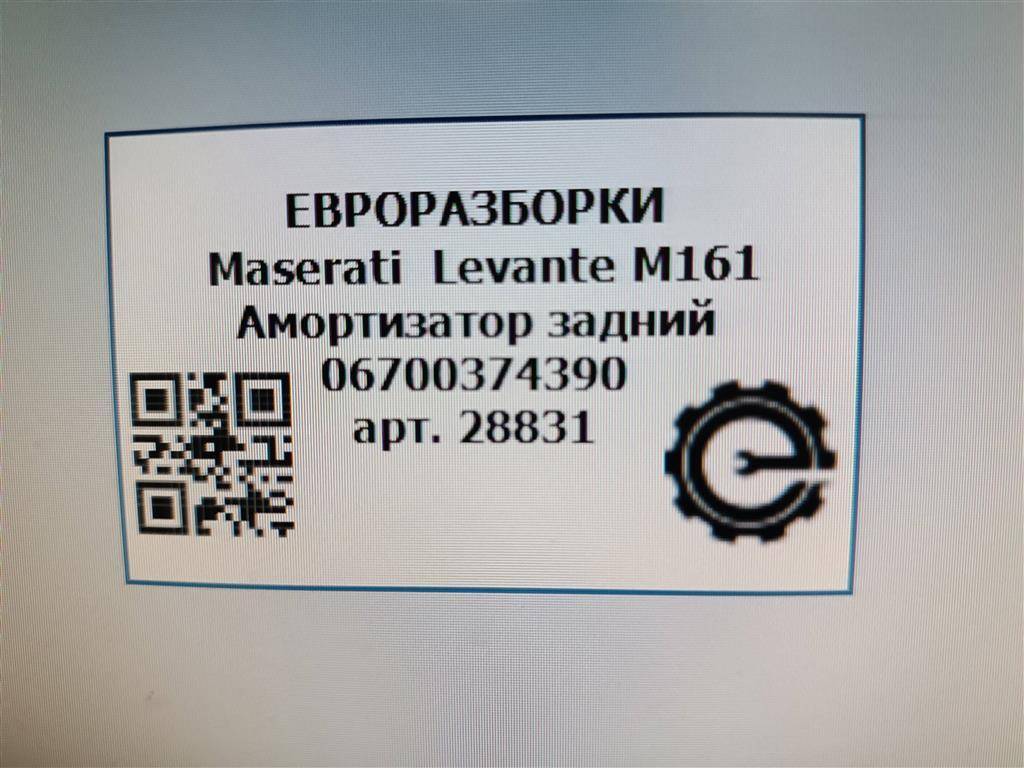 ЕВРОРАЗБОРКИ
Maserati Levante M161
Амортизатор задний
06700374390
арт. 28831